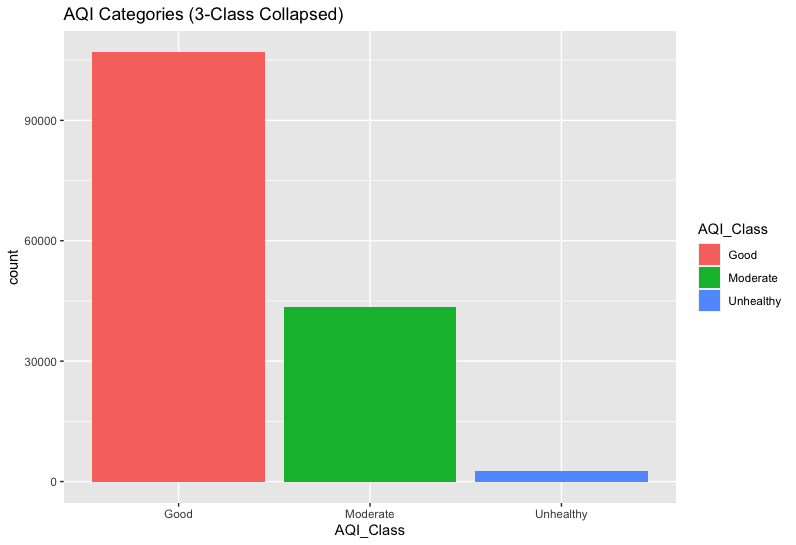 AQI Categories (3-Class Collapsed)
90000
60000
30000
0
count
Good
Moderate
Unhealthy
AQI_Class
AQI_Class
Good
Moderate
Unhealthy